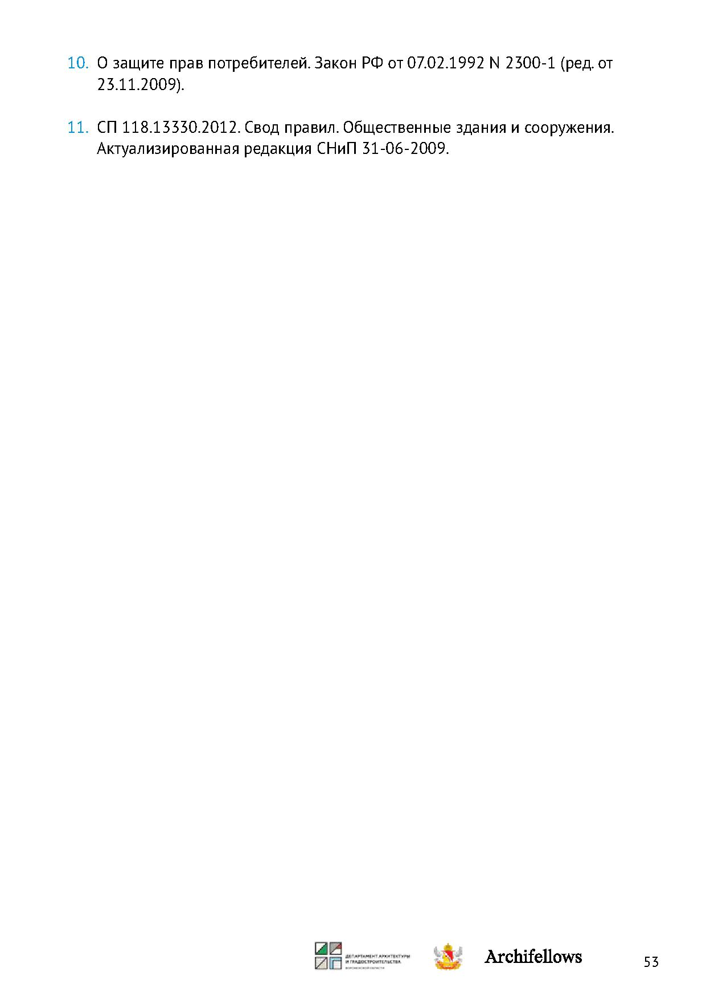 10. О защите прав потребителей. Закон РФ от 07.02.1992 N 2300-1 (ред. от
23.11.2009).
11. СП 118.13330.2012. Свод правил. Общественные здания и сооружения.
Актуализированная редакция СНиП 31-06-2009.
ДЕПАРТАМЕНТ АРХИТЕКТУРЫ
И ГРАДОСТРОИТЕЛЬСТВА
ВОРОНЕЖСКОЙ ОБЛАСТИ
Archifellows
53